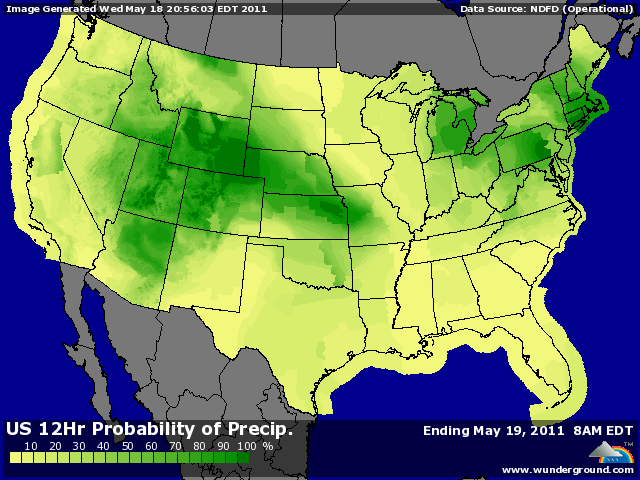 Image Generated Wed May 18 20:56:03 EDT 2011 Data Source: NDFD (Operational)
US 12Hr Probability of Precip. Ending May 19, 2011 8AM EDT
10 20 30 40 50 60 70 80 90 100 %
TM
www.wunderground.com